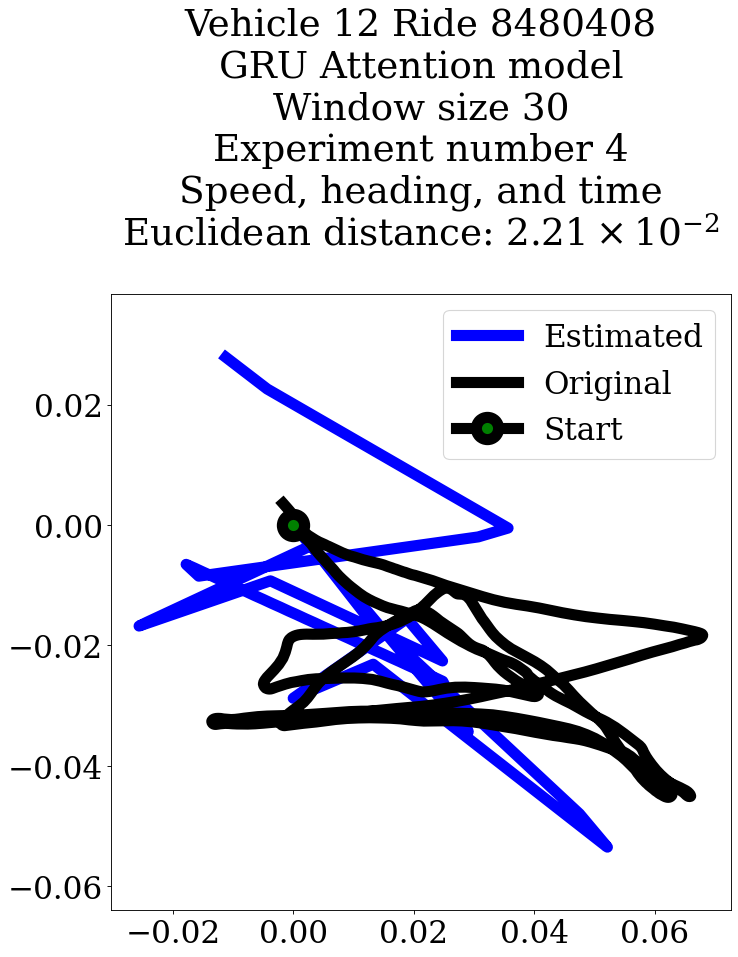 Vehicle 12 Ride 8480408
GRU Attention model
Window size 30
Experiment number 4
Speed, heading, and time
Euclidean distance: 2.21 × 10⁻²
Estimated
Original
Start
0.02
0.00
−0.02
−0.04
−0.06
−0.02 0.00 0.02 0.04 0.06